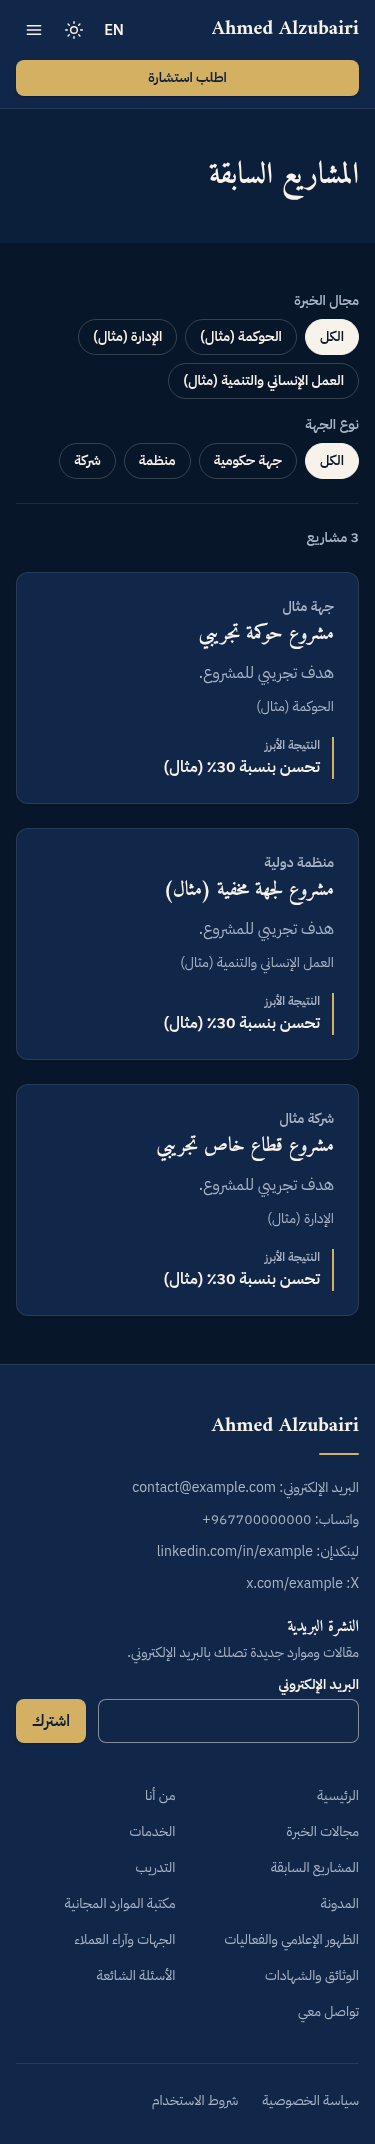 Ahmed Alzubairi
EN
اطلب استشارة
المشاريع السابقة
مجال الخبرة
الكل
الحوكمة (مثال)
الإدارة (مثال)
العمل الإنساني والتنمية (مثال)
نوع الجهة
الكل
جهة حكومية
منظمة
شركة
3 مشاريع
جهة مثال
مشروع حوكمة تجريبي
هدف تجريبي للمشروع.
الحوكمة (مثال)
النتيجة الأبرز
تحسن بنسبة 30٪ (مثال)
منظمة دولية
مشروع لجهة مخفية (مثال)
هدف تجريبي للمشروع.
العمل الإنساني والتنمية (مثال)
النتيجة الأبرز
تحسن بنسبة 30٪ (مثال)
شركة مثال
مشروع قطاع خاص تجريبي
هدف تجريبي للمشروع.
الإدارة (مثال)
النتيجة الأبرز
تحسن بنسبة 30٪ (مثال)
Ahmed Alzubairi
البريد الإلكتروني: contact@example.com
واتساب: 967700000000+
لينكدإن: linkedin.com/in/example
X: x.com/example
النشرة البريدية
مقالات وموارد جديدة تصلك بالبريد الإلكتروني.
البريد الإلكتروني
اشترك
الرئيسية
من أنا
مجالات الخبرة
الخدمات
المشاريع السابقة
التدريب
المدونة
مكتبة الموارد المجانية
الظهور الإعلامي والفعاليات
الجهات وآراء العملاء
الوثائق والشهادات
الأسئلة الشائعة
تواصل معي
سياسة الخصوصية
شروط الاستخدام